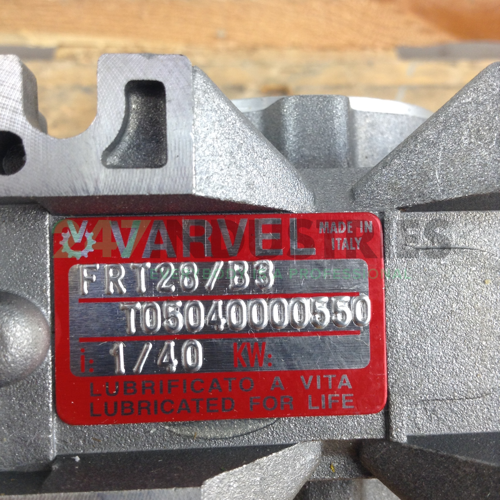 VARVEL
MADE IN
ITALY
FRT28/B3
T05040000550
i: 1/40 KW:
LUBRIFICATO A VITA
LUBRICATED FOR LIFE